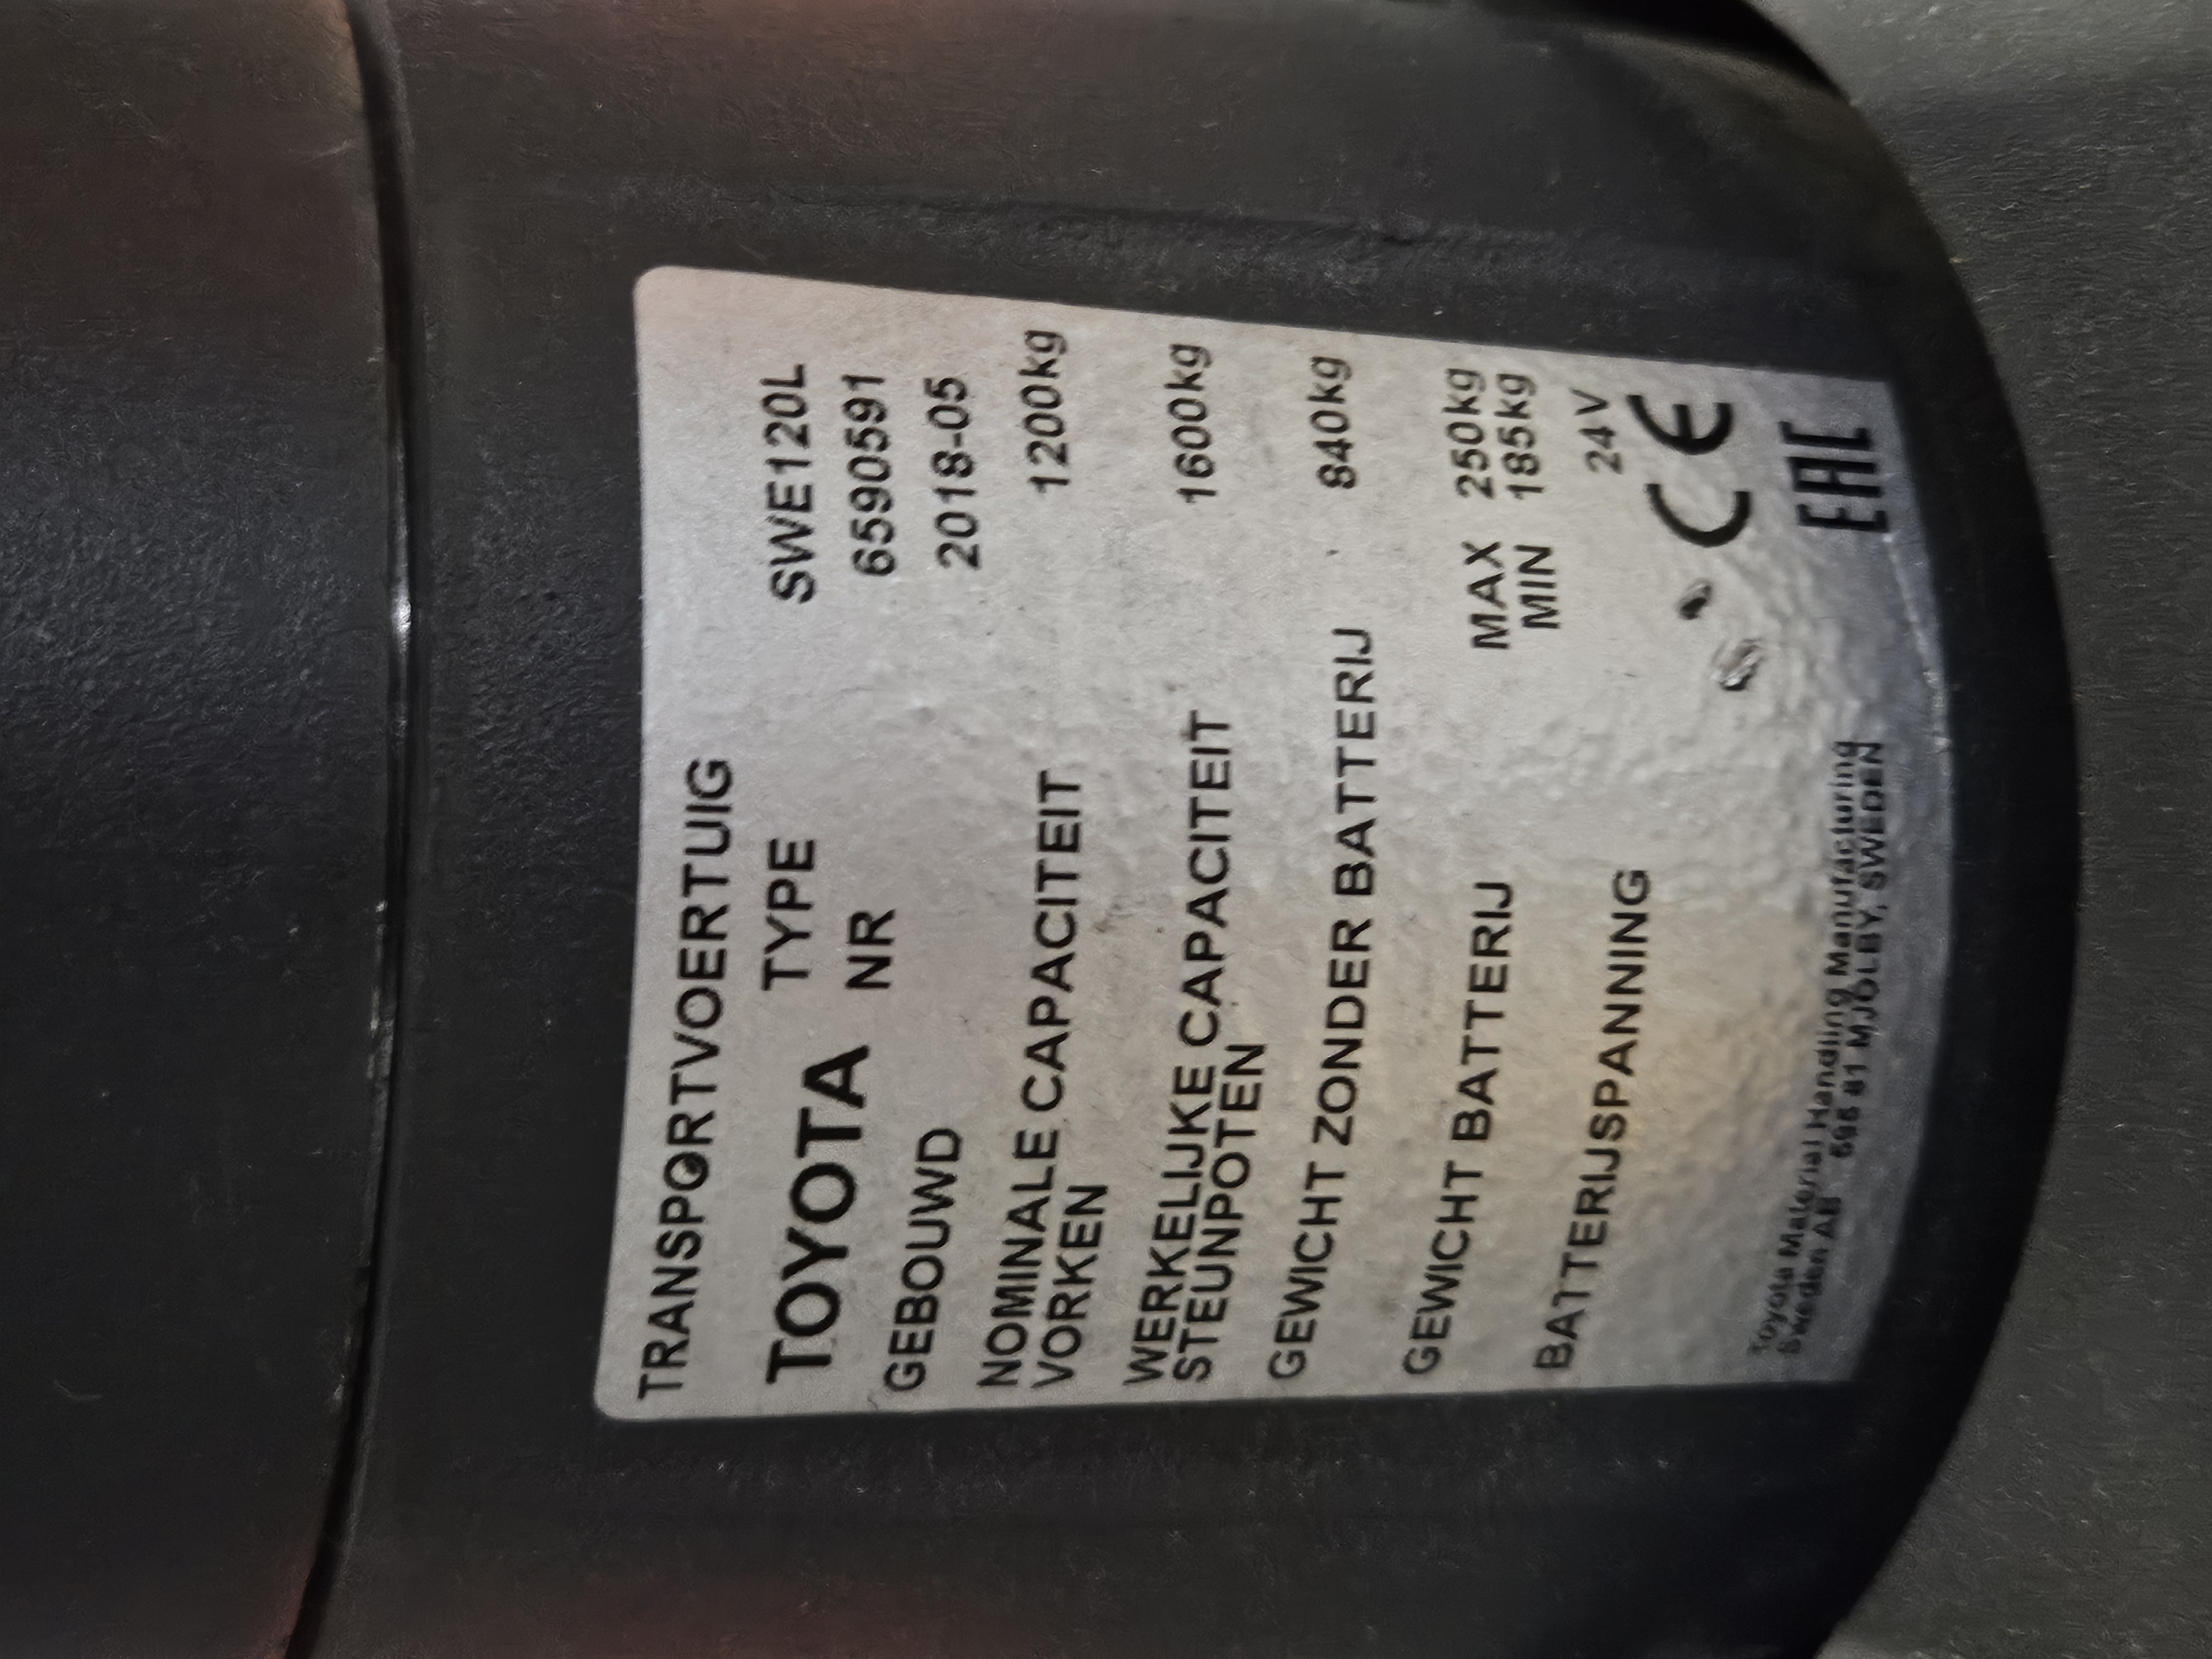 TRANSPORTVOERTUIG
TOYOTA TYPE SWE120L
NR 6590591
GEBOUWD 2018-05
NOMINALE CAPACITEIT 1200kg
VORKEN
WERKELIJKE CAPACITEIT 1600kg
STEUNPOTEN
GEWICHT ZONDER BATTERIJ 840kg
GEWICHT BATTERIJ MAX 250kg
MIN 185kg
BATTERIJSPANNING 24V
CE
EAC
Toyota Material Handling Manufacturing
Sweden AB 595 81 MJÖLBY, SWEDEN